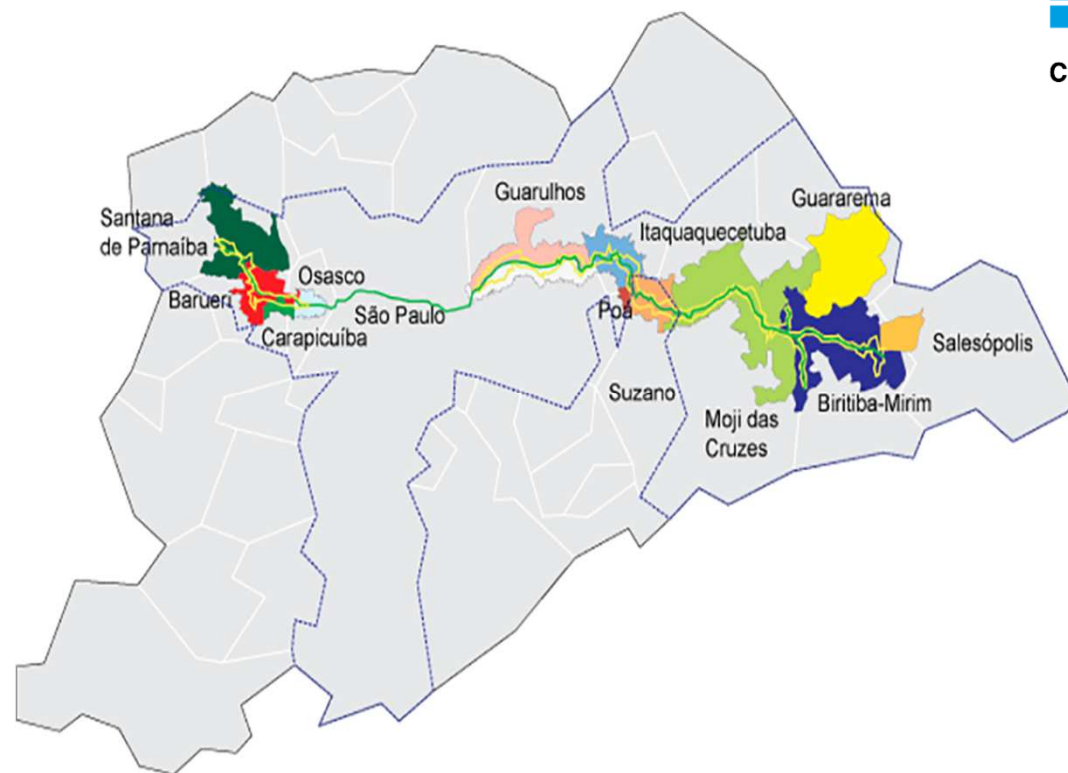 C
Guarulhos
Guararema
Santana
de Parnaíba
Itaquaquecetuba
Osasco
Barueri
São Paulo
Poá
Carapicuíba
Salesópolis
Suzano
Biritiba-Mirim
Moji das
Cruzes